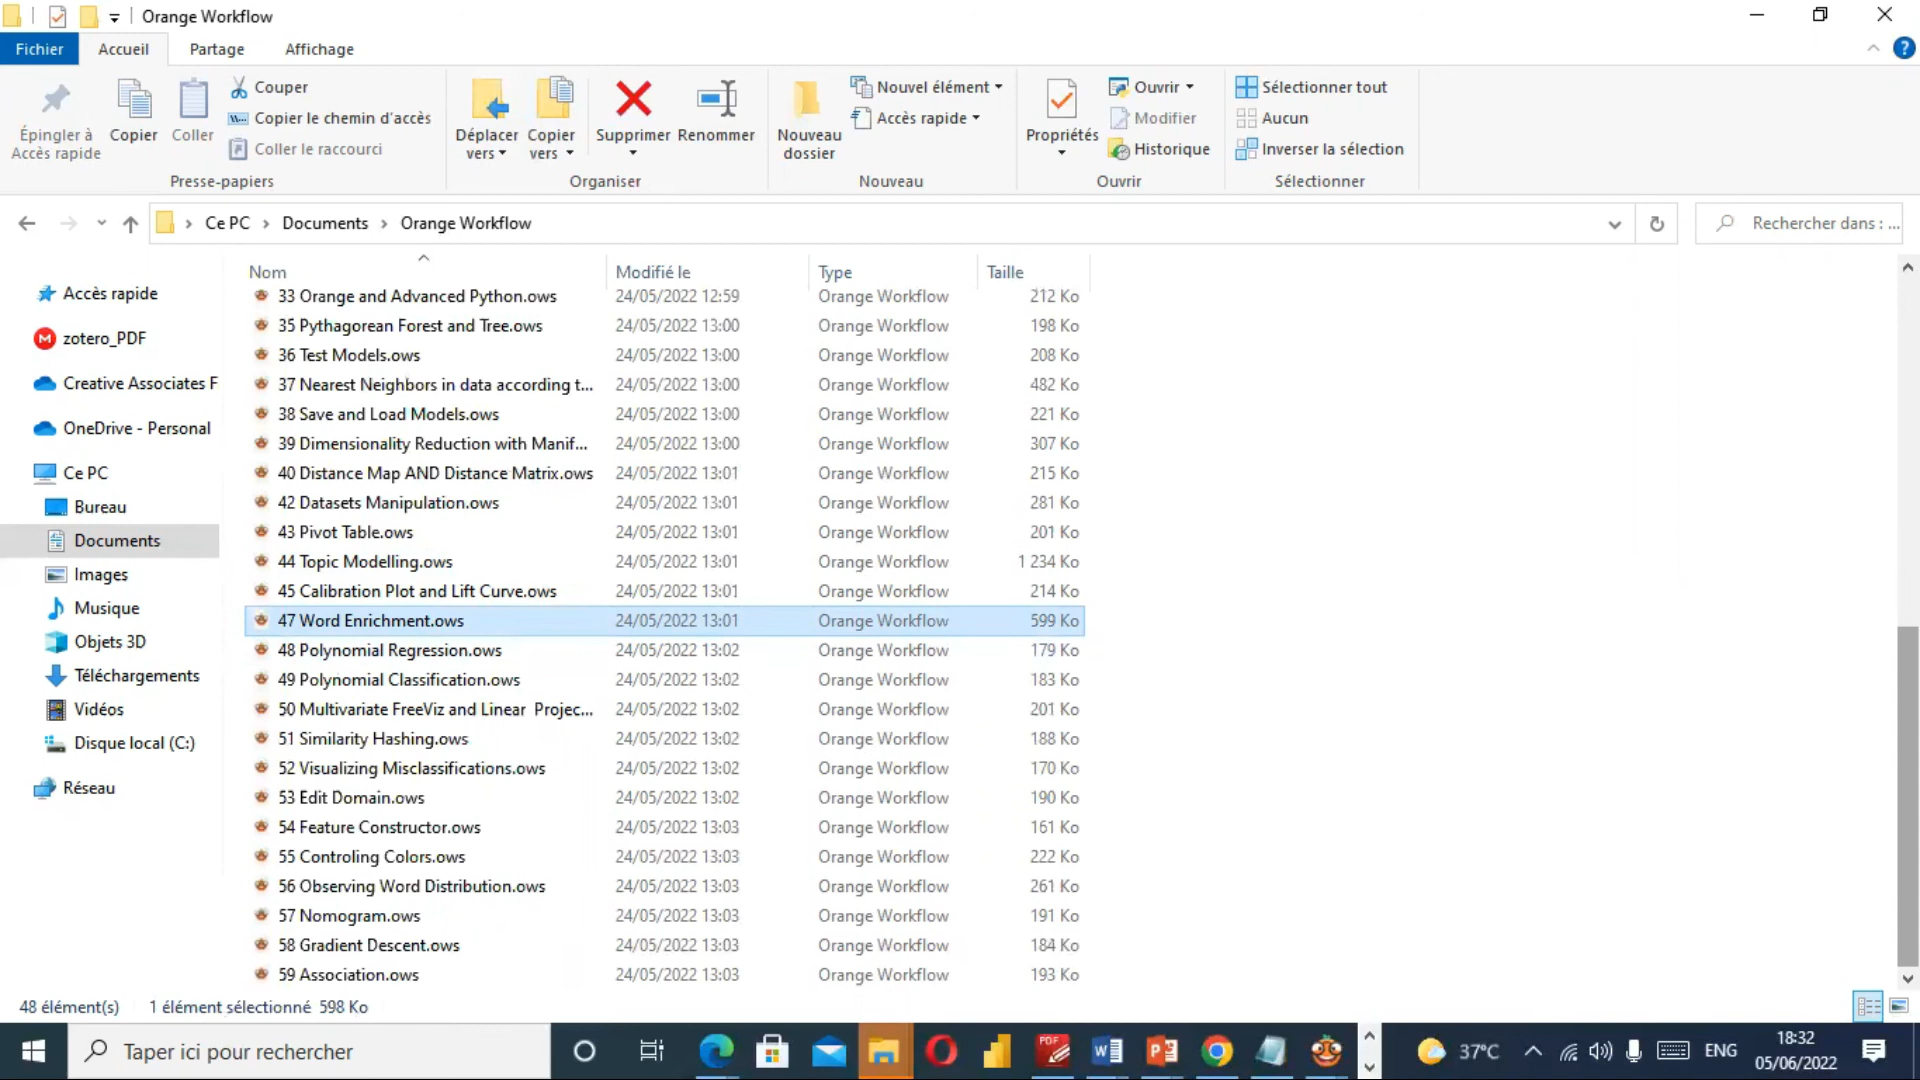 Orange Workflow
Fichier Accueil Partage Affichage
Épingler à Accès rapide
Copier
Coller
Couper
Copier le chemin d'accès
Coller le raccourci
Presse-papiers
Déplacer vers
Copier vers
Supprimer
Renommer
Organiser
Nouveau dossier
Nouvel élément
Accès rapide
Nouveau
Propriétés
Ouvrir
Modifier
Historique
Ouvrir
Sélectionner tout
Aucun
Inverser la sélection
Sélectionner
Ce PC > Documents > Orange Workflow
Rechercher dans : ...
Accès rapide
zotero_PDF
Creative Associates F
OneDrive - Personal
Ce PC
Bureau
Documents
Images
Musique
Objets 3D
Téléchargements
Vidéos
Disque local (C:)
Réseau
Nom Modifié le Type Taille
33 Orange and Advanced Python.ows 24/05/2022 12:59 Orange Workflow 212 Ko
35 Pythagorean Forest and Tree.ows 24/05/2022 13:00 Orange Workflow 198 Ko
36 Test Models.ows 24/05/2022 13:00 Orange Workflow 208 Ko
37 Nearest Neighbors in data according t... 24/05/2022 13:00 Orange Workflow 482 Ko
38 Save and Load Models.ows 24/05/2022 13:00 Orange Workflow 221 Ko
39 Dimensionality Reduction with Manif... 24/05/2022 13:00 Orange Workflow 307 Ko
40 Distance Map AND Distance Matrix.ows 24/05/2022 13:01 Orange Workflow 215 Ko
42 Datasets Manipulation.ows 24/05/2022 13:01 Orange Workflow 281 Ko
43 Pivot Table.ows 24/05/2022 13:01 Orange Workflow 201 Ko
44 Topic Modelling.ows 24/05/2022 13:01 Orange Workflow 1 234 Ko
45 Calibration Plot and Lift Curve.ows 24/05/2022 13:01 Orange Workflow 214 Ko
47 Word Enrichment.ows 24/05/2022 13:01 Orange Workflow 599 Ko
48 Polynomial Regression.ows 24/05/2022 13:02 Orange Workflow 179 Ko
49 Polynomial Classification.ows 24/05/2022 13:02 Orange Workflow 183 Ko
50 Multivariate FreeViz and Linear Projec... 24/05/2022 13:02 Orange Workflow 201 Ko
51 Similarity Hashing.ows 24/05/2022 13:02 Orange Workflow 188 Ko
52 Visualizing Misclassifications.ows 24/05/2022 13:02 Orange Workflow 170 Ko
53 Edit Domain.ows 24/05/2022 13:02 Orange Workflow 190 Ko
54 Feature Constructor.ows 24/05/2022 13:03 Orange Workflow 161 Ko
55 Controling Colors.ows 24/05/2022 13:03 Orange Workflow 222 Ko
56 Observing Word Distribution.ows 24/05/2022 13:03 Orange Workflow 261 Ko
57 Nomogram.ows 24/05/2022 13:03 Orange Workflow 191 Ko
58 Gradient Descent.ows 24/05/2022 13:03 Orange Workflow 184 Ko
59 Association.ows 24/05/2022 13:03 Orange Workflow 193 Ko
48 élément(s) 1 élément sélectionné 598 Ko
Taper ici pour rechercher
37°C
ENG
18:32
05/06/2022